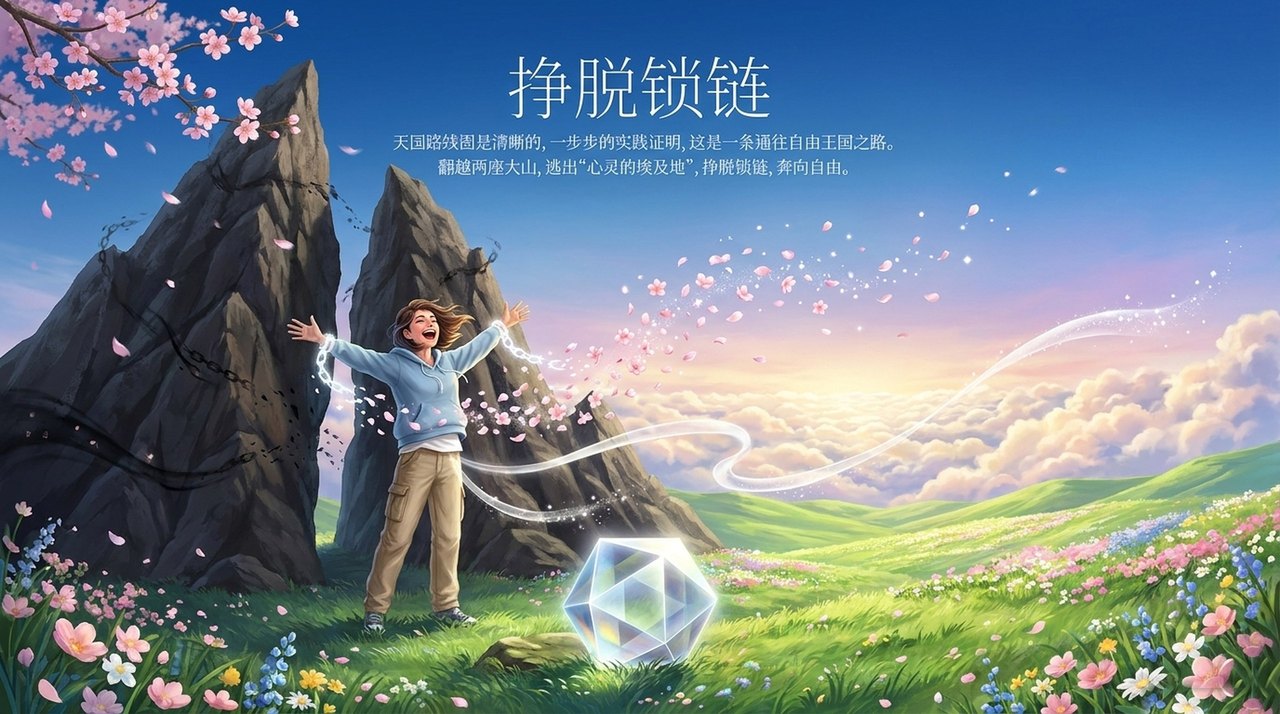 挣脱锁链
天国路线图是清晰的, 一步步的实践证明, 这是一条通往自由王国之路。
翻越两座大山, 逃出“心灵的埃及地”, 挣脱锁链, 奔向自由。